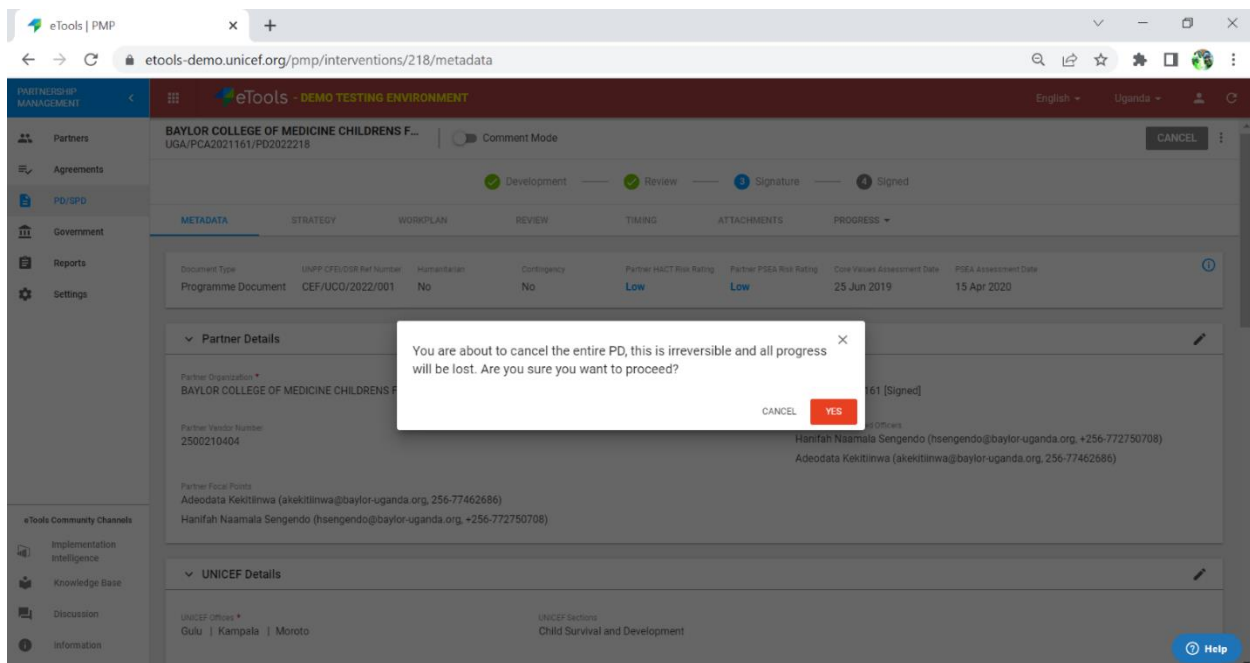 eTools | PMP
etools-demo.unicef.org/pmp/interventions/218/metadata
PARTNERSHIP MANAGEMENT
eTools - DEMO TESTING ENVIRONMENT
English
Uganda
Partners
Agreements
PD/SPD
Government
Reports
Settings
eTools Community Channels
Implementation Intelligence
Knowledge Base
Discussion
Information
BAYLOR COLLEGE OF MEDICINE CHILDRENS F...
UGA/PCA2021161/PD2022218
Comment Mode
CANCEL
Development
Review
3 Signature
4 Signed
METADATA
STRATEGY
WORKPLAN
REVIEW
TIMING
ATTACHMENTS
PROGRESS
Document Type
Programme Document
UNPP CFEI/DSR Ref Number
CEF/UCO/2022/001
Humanitarian
No
Contingency
No
Partner HACT Risk Rating
Low
Partner PSEA Risk Rating
Low
Core Values Assessment Date
25 Jun 2019
PSEA Assessment Date
15 Apr 2020
Partner Details
Partner Organization *
BAYLOR COLLEGE OF MEDICINE CHILDRENS F
161 [Signed]
You are about to cancel the entire PD, this is irreversible and all progress
will be lost. Are you sure you want to proceed?
CANCEL
YES
Partner Vendor Number
2500210404
Officers
Hanifah Naamala Sengendo (hsengendo@baylor-uganda.org, +256-772750708)
Adeodata Kekitiinwa (akekitiinwa@baylor-uganda.org, 256-77462686)
Partner Focal Points
Adeodata Kekitiinwa (akekitiinwa@baylor-uganda.org, 256-77462686)
Hanifah Naamala Sengendo (hsengendo@baylor-uganda.org, +256-772750708)
UNICEF Details
UNICEF Offices *
Gulu | Kampala | Moroto
UNICEF Sections
Child Survival and Development
Help